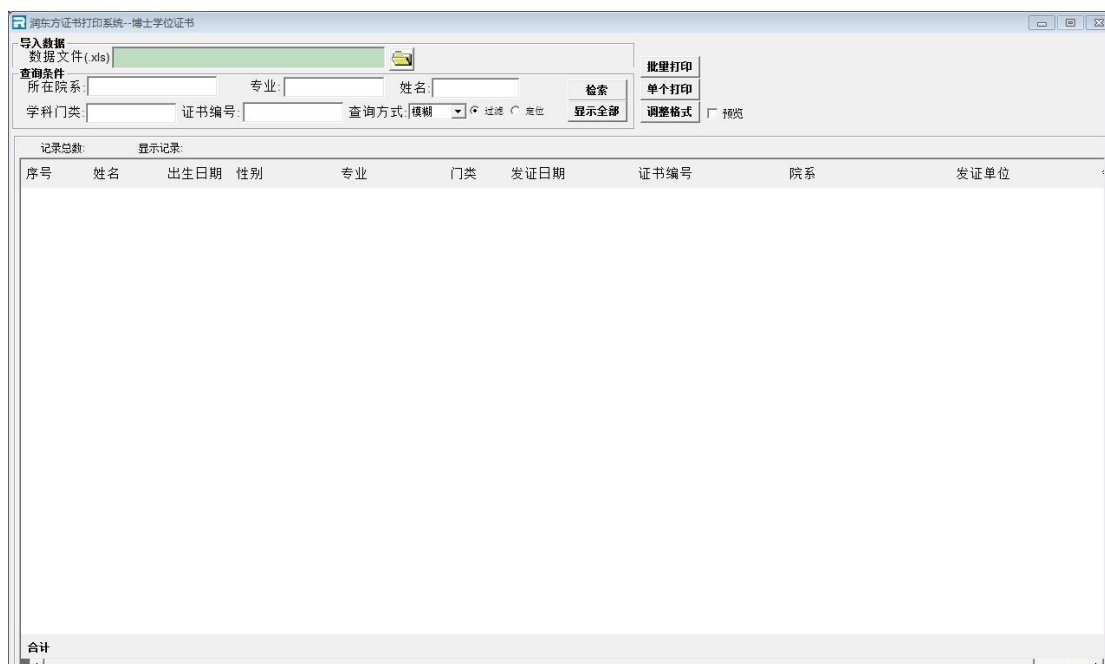 润东方证书打印系统--博士学位证书
导入数据
数据文件(.xls)
批里打印
查询条件
所在院系: 专业: 姓名: 检索 单个打印
学科门类: 证书编号: 查询方式: 模糊 过滤 定位 显示全部 调整格式 预览
记录总数: 显示记录:
序号 姓名 出生日期 性别 专业 门类 发证日期 证书编号 院系 发证单位
合计